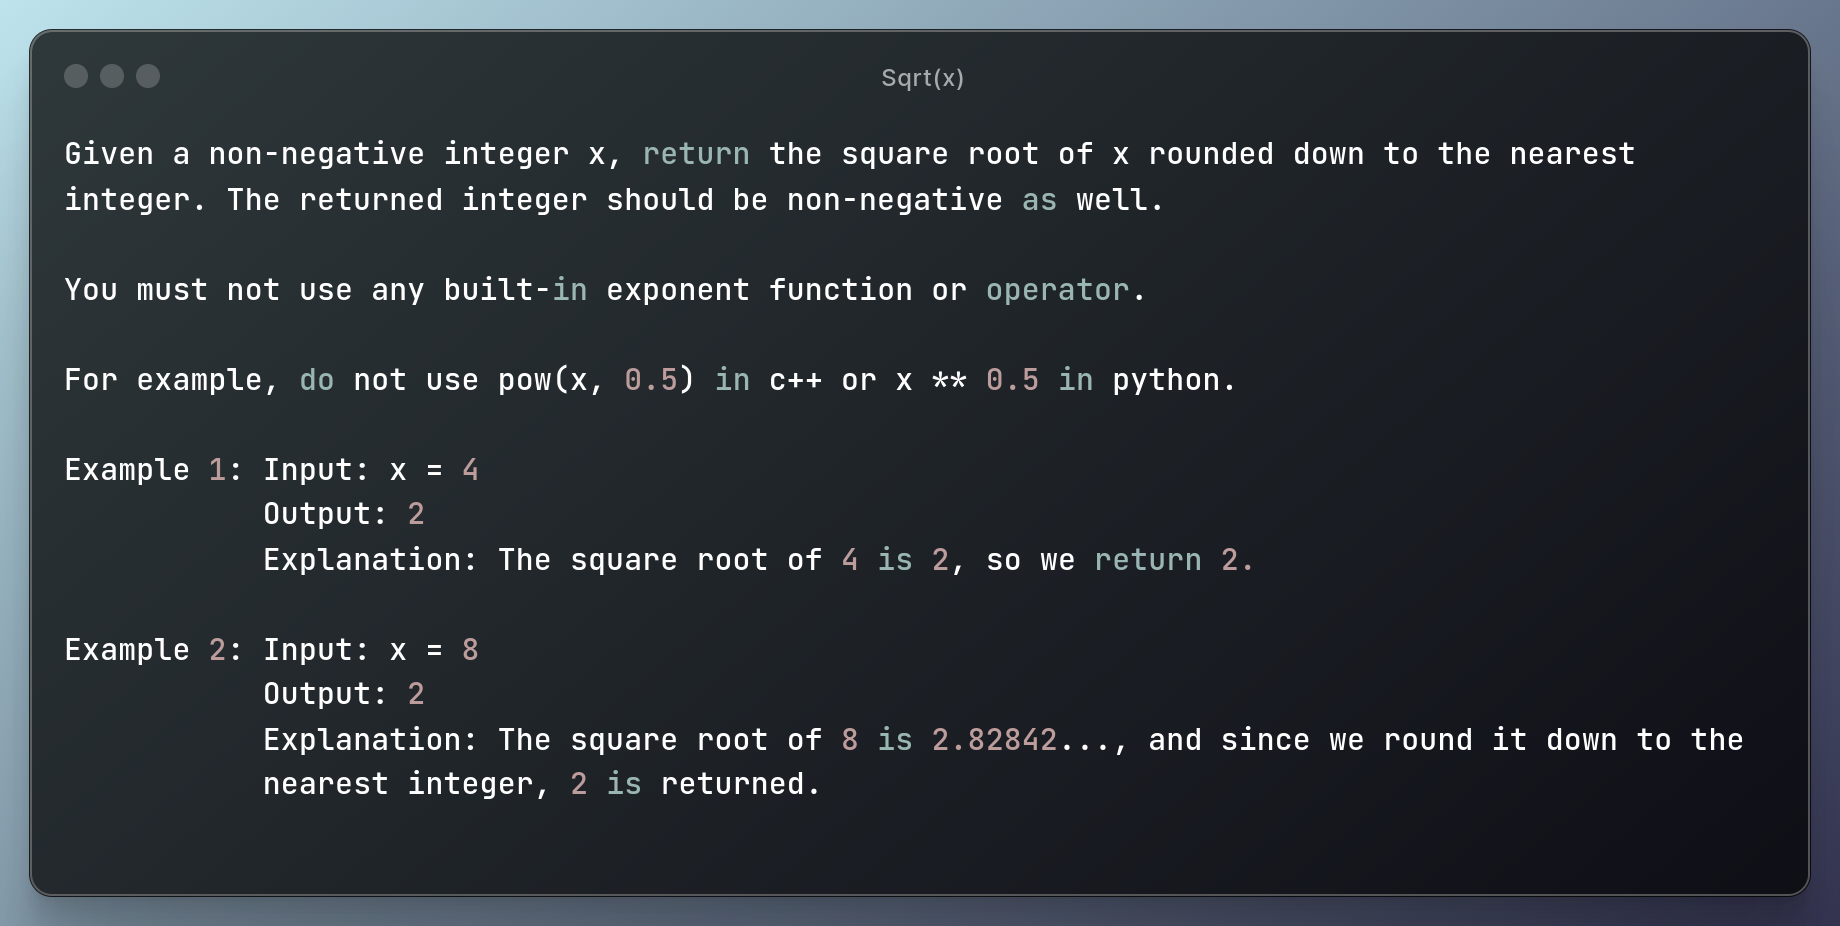 Sqrt(x)
Given a non-negative integer x, return the square root of x rounded down to the nearest
integer. The returned integer should be non-negative as well.
You must not use any built-in exponent function or operator.
For example, do not use pow(x, 0.5) in c++ or x ** 0.5 in python.
Example 1: Input: x = 4
Output: 2
Explanation: The square root of 4 is 2, so we return 2.
Example 2: Input: x = 8
Output: 2
Explanation: The square root of 8 is 2.82842..., and since we round it down to the
nearest integer, 2 is returned.